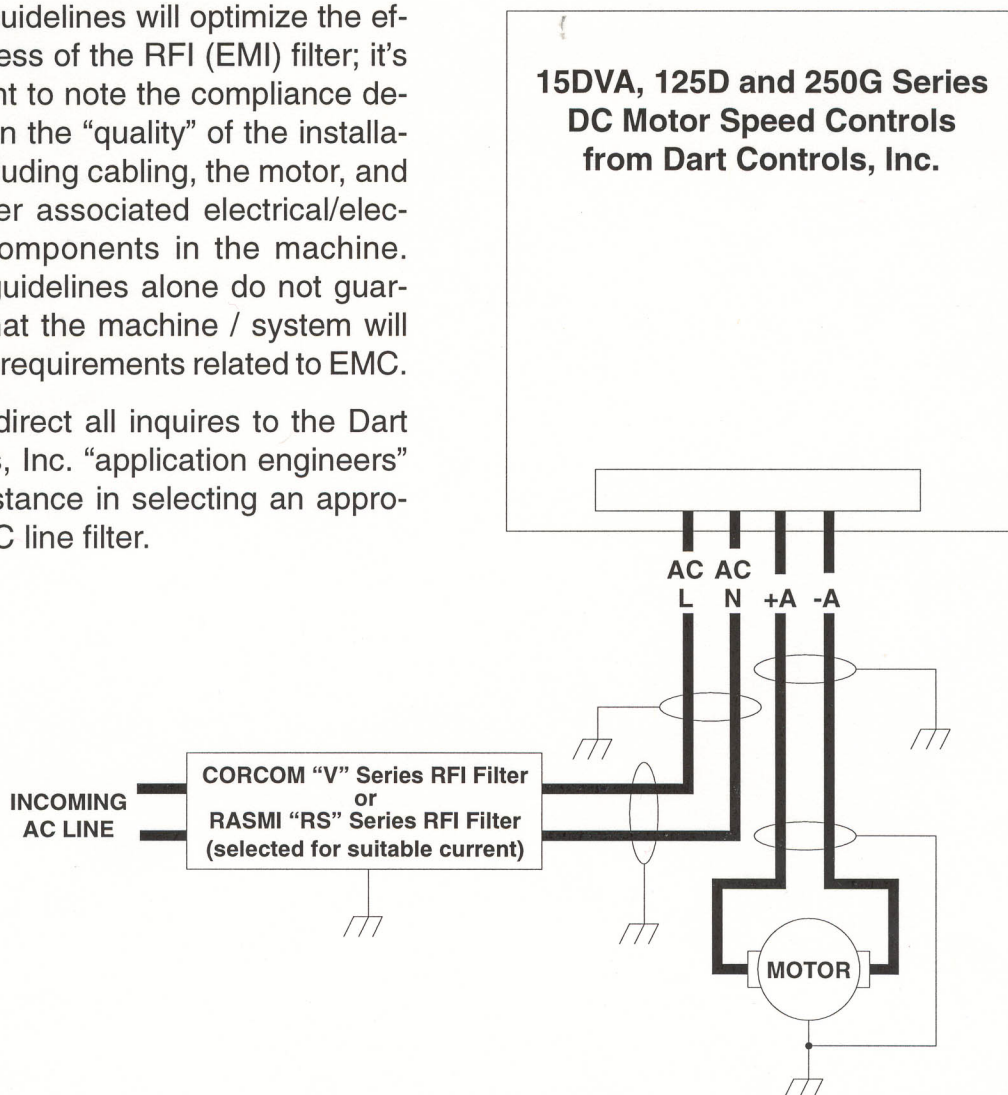 uidelines will optimize the ef-
ess of the RFI (EMI) filter; it's
nt to note the compliance de-
n the “quality” of the installa-
luding cabling, the motor, and
er associated electrical/elec-
omponents in the machine.
guidelines alone do not guar-
hat the machine / system will
requirements related to EMC.
direct all inquires to the Dart
s, Inc. “application engineers”
stance in selecting an appro-
C line filter.
15DVA, 125D and 250G Series
DC Motor Speed Controls
from Dart Controls, Inc.
AC AC
L N +A -A
INCOMING
AC LINE
CORCOM “V” Series RFI Filter
or
RASMI “RS” Series RFI Filter
(selected for suitable current)
MOTOR